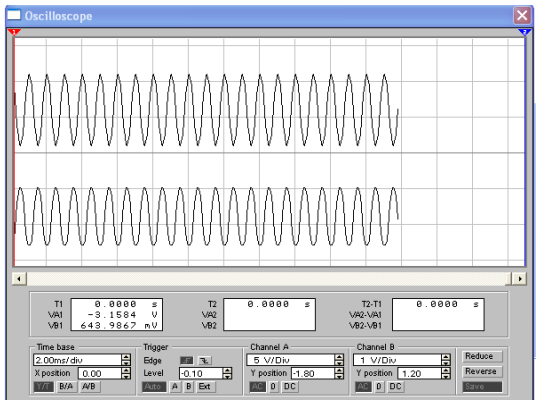 Oscilloscope
1 2
T1 0.0000 s T2 0.0000 s T2-T1 0.0000 s
VA1 -3.1584 V VA2 VA2-VA1
VB1 643.9867 mV VB2 VB2-VB1
Time base Trigger Channel A Channel B
2.00ms/div Edge 5 V/Div 1 V/Div Reduce
X position 0.00 Level -0.10 Y position -1.80 Y position 1.20 Reverse
Y/T B/A A/B Auto A B Ext AC 0 DC AC 0 DC Save